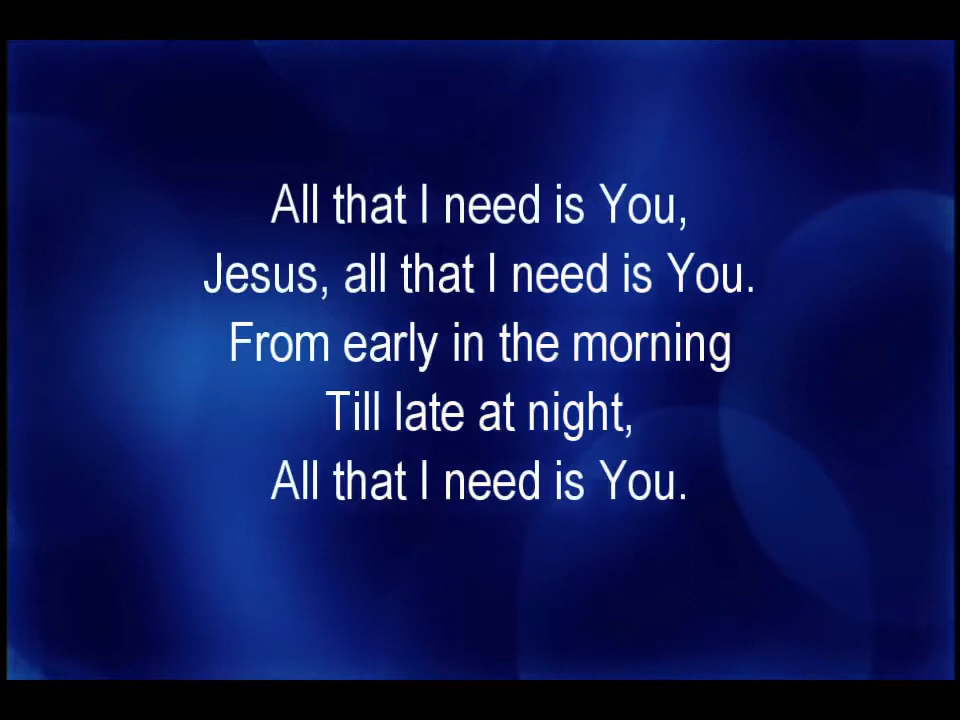 All that I need is You,
Jesus, all that I need is You.
From early in the morning
Till late at night,
All that I need is You.